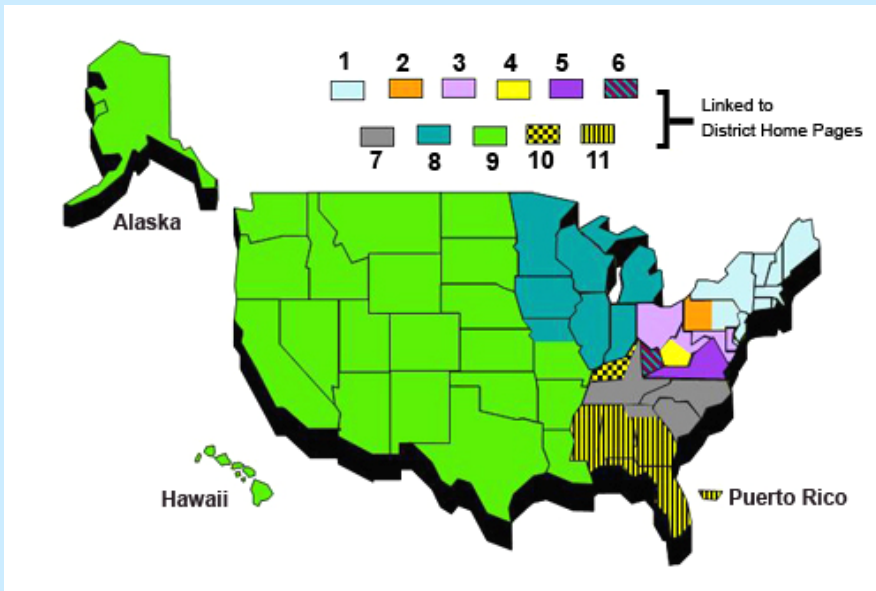 1 2 3 4 5 6
Linked to
District Home Pages
7 8 9 10 11
Alaska
Hawaii
Puerto Rico